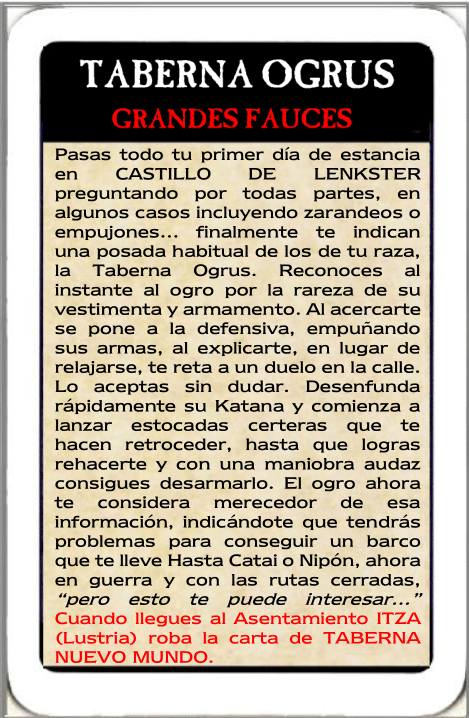 TABERNA OGRUS
GRANDES FAUCES
Pasas todo tu primer día de estancia
en CASTILLO DE LENKSTER
preguntando por todas partes, en
algunos casos incluyendo zarandeos o
empujones... finalmente te indican
una posada habitual de los de tu raza,
la Taberna Ogrus. Reconoces al
instante al ogro por la rareza de su
vestimenta y armamento. Al acercarte
se pone a la defensiva, empuñando
sus armas, al explicarte, en lugar de
relajarse, te reta a un duelo en la calle.
Lo aceptas sin dudar. Desenfunda
rápidamente su Katana y comienza a
lanzar estocadas certeras que te
hacen retroceder, hasta que logras
rehacerte y con una maniobra audaz
consigues desarmarlo. El ogro ahora
te considera merecedor de esa
información, indicándote que tendrás
problemas para conseguir un barco
que te lleve Hasta Catai o Nipón, ahora
en guerra y con las rutas cerradas,
“pero esto te puede interesar...”
Cuando llegues al Asentamiento ITZA
(Lustria) roba la carta de TABERNA
NUEVO MUNDO.